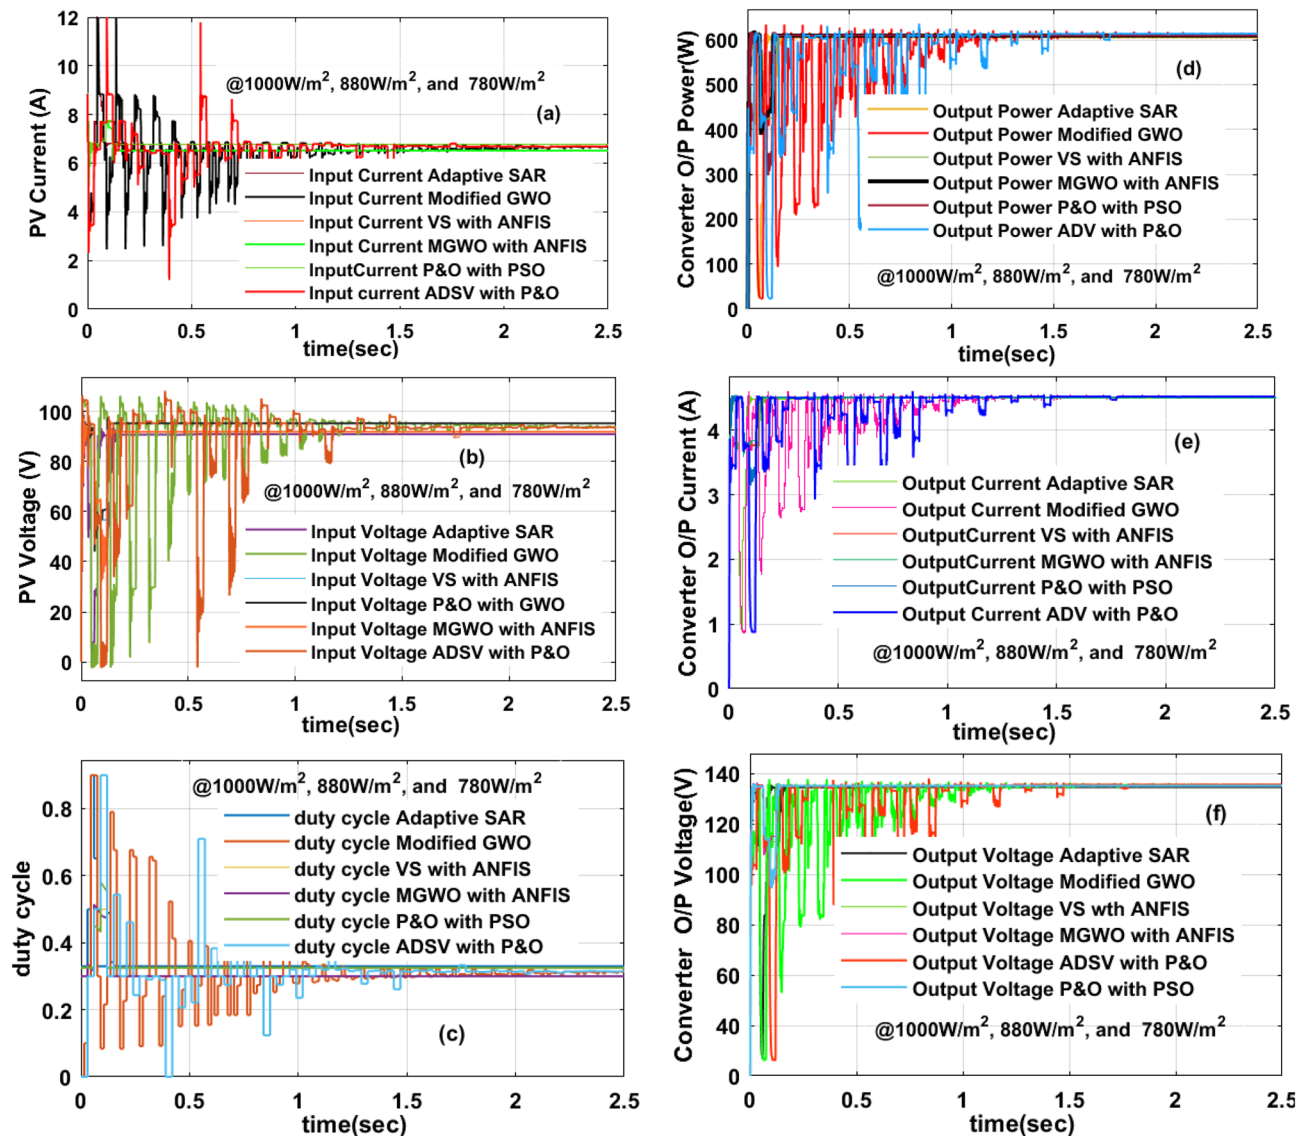 12
10
8
6
4
2
0
PV Current (A)
@1000W/m², 880W/m², and 780W/m²
(a)
Input Current Adaptive SAR
Input Current Modified GWO
Input Current VS with ANFIS
Input Current MGWO with ANFIS
InputCurrent P&O with PSO
Input current ADSV with P&O
0 0.5 1 1.5 2 2.5
time(sec)
100
80
60
40
20
0
PV Voltage (V)
(b)
@1000W/m², 880W/m², and 780W/m²
Input Voltage Adaptive SAR
Input Voltage Modified GWO
Input Voltage VS with ANFIS
Input Voltage P&O with GWO
Input Voltage MGWO with ANFIS
Input Voltage ADSV with P&O
0 0.5 1 1.5 2 2.5
time(sec)
0.8
0.6
0.4
0.2
0
duty cycle
@1000W/m², 880W/m², and 780W/m²
duty cycle Adaptive SAR
duty cycle Modified GWO
duty cycle VS with ANFIS
duty cycle MGWO with ANFIS
duty cycle P&O with PSO
duty cycle ADSV with P&O
(c)
0 0.5 1 1.5 2 2.5
time(sec)
600
500
400
300
200
100
0
Converter O/P Power(W)
(d)
Output Power Adaptive SAR
Output Power Modified GWO
Output Power VS with ANFIS
Output Power MGWO with ANFIS
Output Power P&O with PSO
Output Power ADV with P&O
@1000W/m², 880W/m², and 780W/m²
0 0.5 1 1.5 2 2.5
time(sec)
4
3
2
1
0
Converter O/P Current (A)
(e)
Output Current Adaptive SAR
Output Current Modified GWO
OutputCurrent VS with ANFIS
OutputCurrent MGWO with ANFIS
OutputCurrent P&O with PSO
Output Current ADV with P&O
@1000W/m², 880W/m², and 780W/m²
0 0.5 1 1.5 2 2.5
time(sec)
140
120
100
80
60
40
20
0
Converter O/P Voltage(V)
(f)
Output Voltage Adaptive SAR
Output Voltage Modified GWO
Output Voltage VS wth ANFIS
Output Voltage MGWO with ANFIS
Output Voltage ADSV with P&O
Output Voltage P&O with PSO
@1000W/m², 880W/m², and 780W/m²
0 0.5 1 1.5 2 2.5
time(sec)